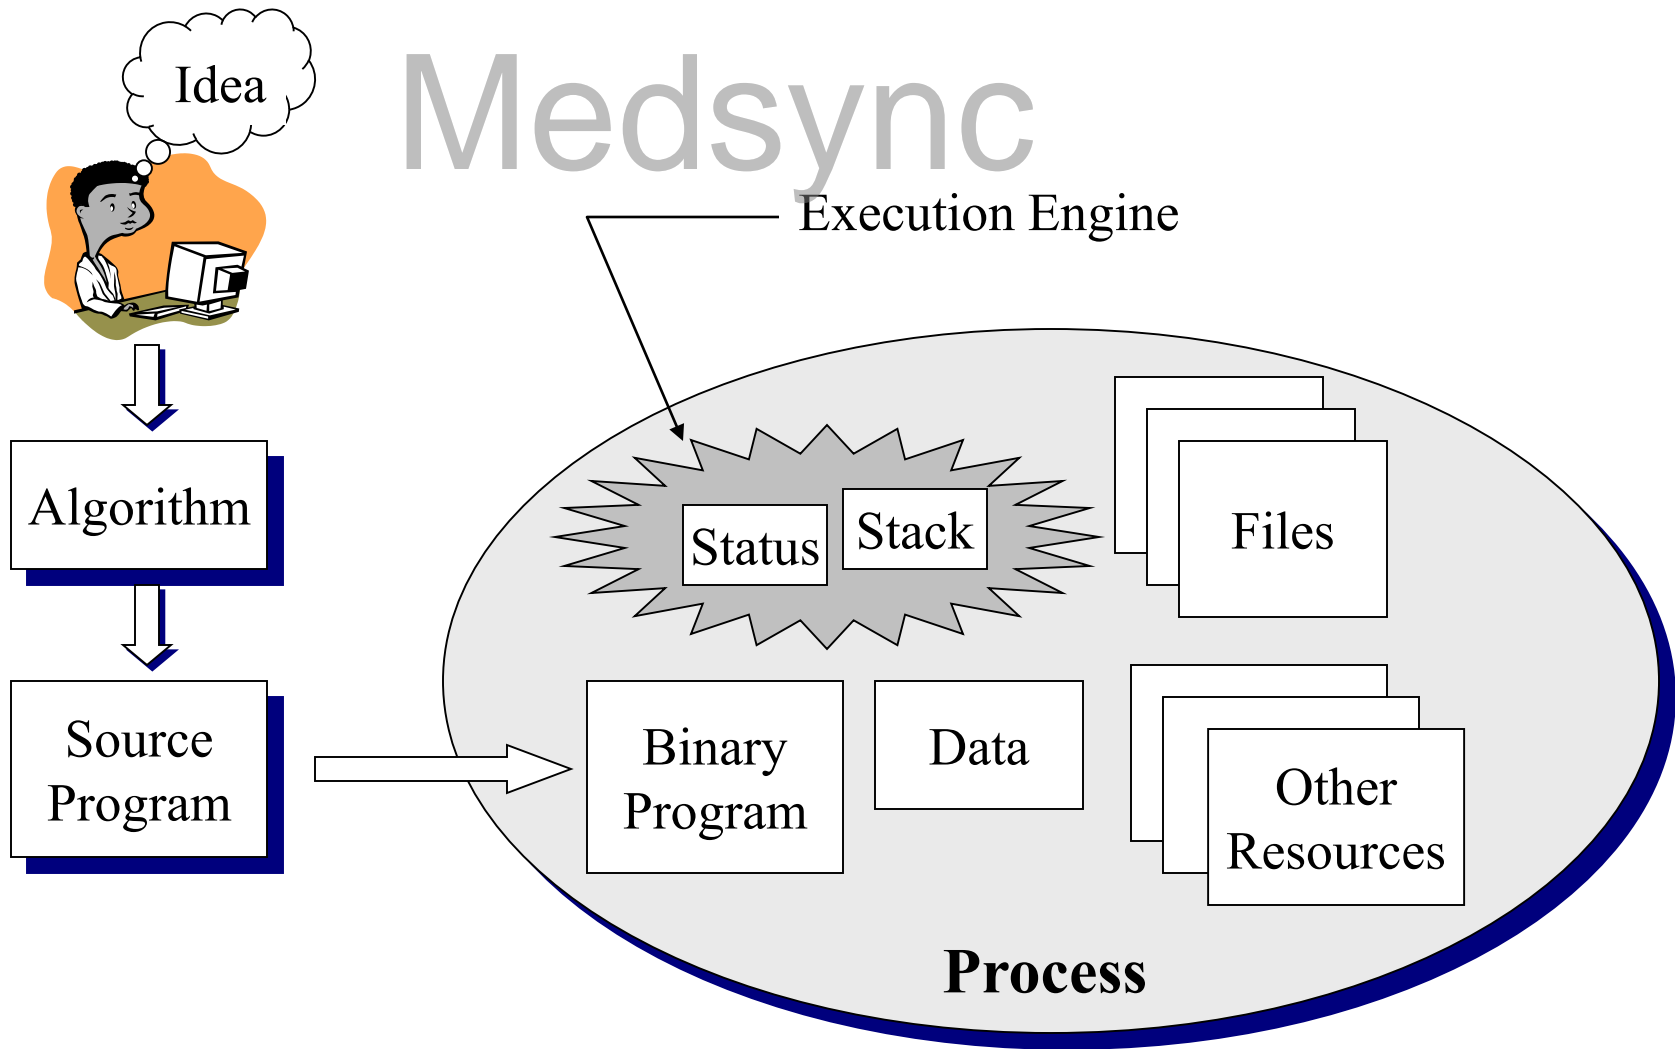 Idea
Medsync
Execution Engine
Algorithm
Status
Stack
Files
Source
Program
Binary
Program
Data
Other
Resources
Process